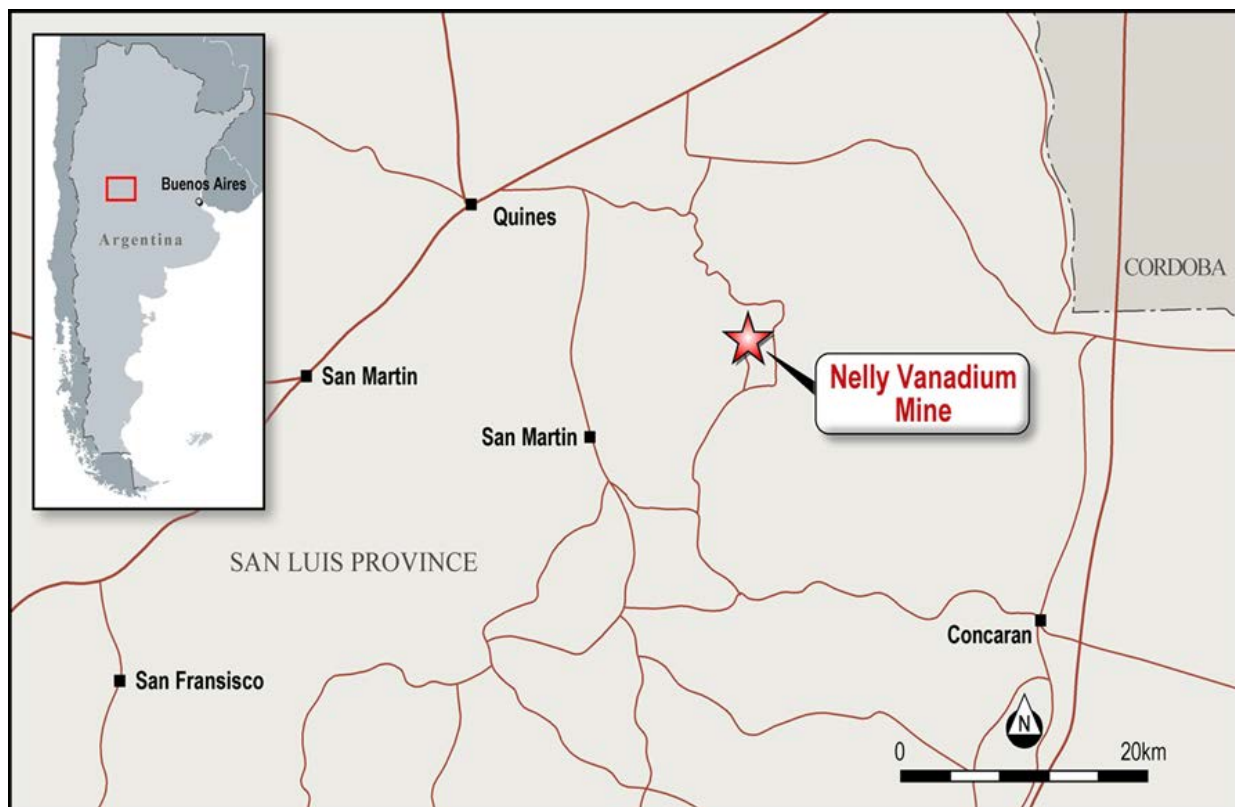 Buenos Aires
Argentina
Quines
CORDOBA
Nelly Vanadium
Mine
San Martin
San Martin
SAN LUIS PROVINCE
Concaran
San Fransisco
N
0 20km